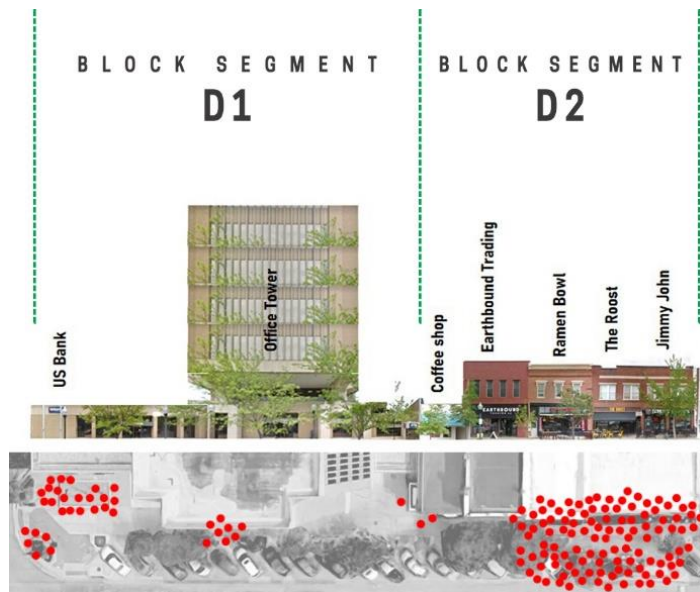 BLOCK SEGMENT
D1
BLOCK SEGMENT
D2
US Bank
Office Tower
Coffee shop
Earthbound Trading
Ramen Bowl
The Roost
Jimmy John
EARTHBOUND